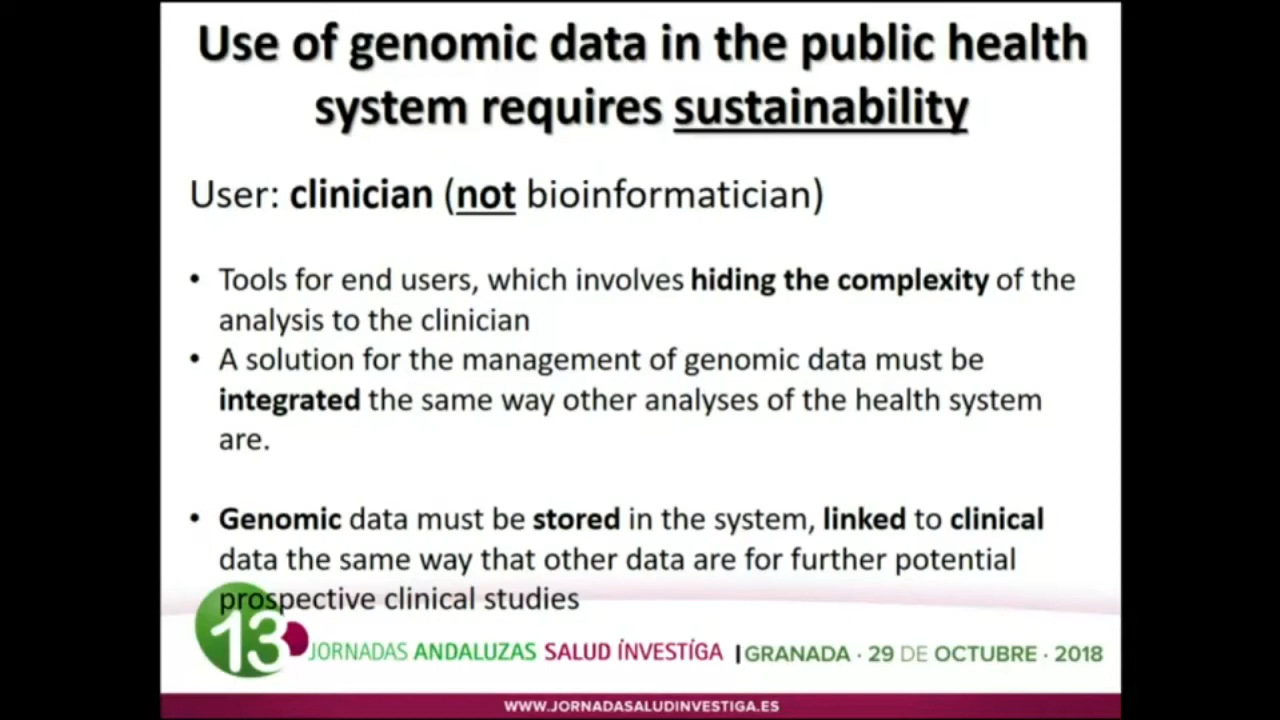 Use of genomic data in the public health
system requires sustainability
User: clinician (not bioinformatician)
• Tools for end users, which involves hiding the complexity of the
analysis to the clinician
• A solution for the management of genomic data must be
integrated the same way other analyses of the health system
are.
• Genomic data must be stored in the system, linked to clinical
data the same way that other data are for further potential
prospective clinical studies
13 JORNADAS ANDALUZAS SALUD ÍNVESTÍGA | GRANADA · 29 DE OCTUBRE · 2018
WWW.JORNADASALUDINVESTIGA.ES